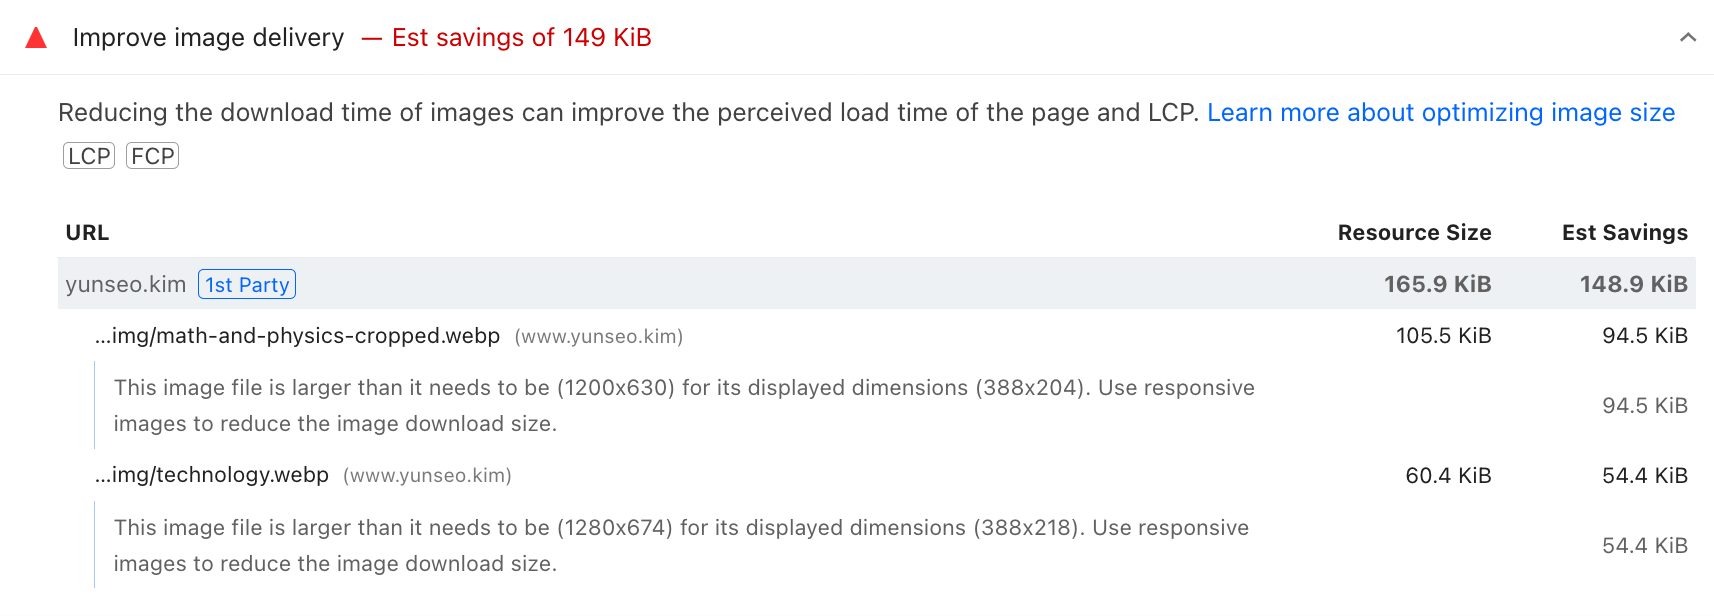 Improve image delivery — Est savings of 149 KiB
Reducing the download time of images can improve the perceived load time of the page and LCP. Learn more about optimizing image size
LCP FCP
URL Resource Size Est Savings
yunseo.kim 1st Party 165.9 KiB 148.9 KiB
…img/math-and-physics-cropped.webp (www.yunseo.kim) 105.5 KiB 94.5 KiB
This image file is larger than it needs to be (1200x630) for its displayed dimensions (388x204). Use responsive
images to reduce the image download size.
94.5 KiB
…img/technology.webp (www.yunseo.kim) 60.4 KiB 54.4 KiB
This image file is larger than it needs to be (1280x674) for its displayed dimensions (388x218). Use responsive
images to reduce the image download size.
54.4 KiB